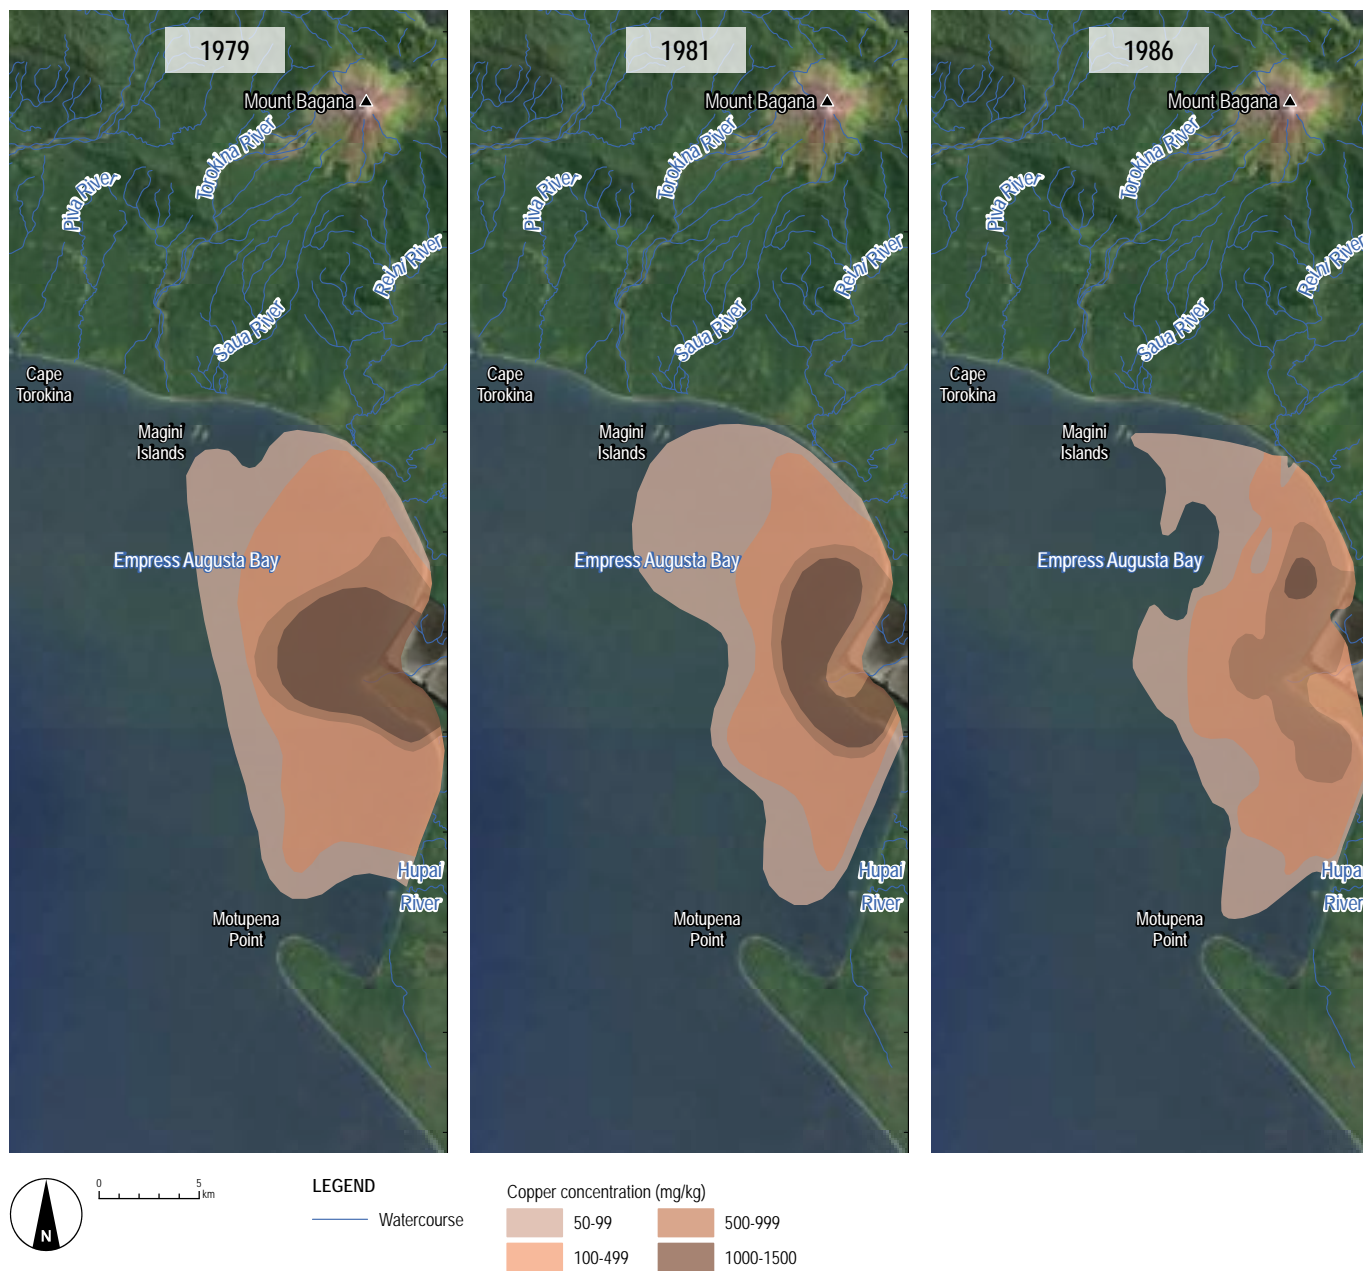 1979
Mount Bagana
Torokina River
Piva River
Reini River
Saua River
Cape
Torokina
Magini
Islands
Empress Augusta Bay
Hupai
River
Motupena
Point
1981
Mount Bagana
Torokina River
Piva River
Reini River
Saua River
Cape
Torokina
Magini
Islands
Empress Augusta Bay
Hupai
River
Motupena
Point
1986
Mount Bagana
Torokina River
Piva River
Reini River
Saua River
Cape
Torokina
Magini
Islands
Empress Augusta Bay
Hupa
River
Motupena
Point
N
0 5
km
LEGEND
Watercourse
Copper concentration (mg/kg)
50-99
500-999
100-499
1000-1500